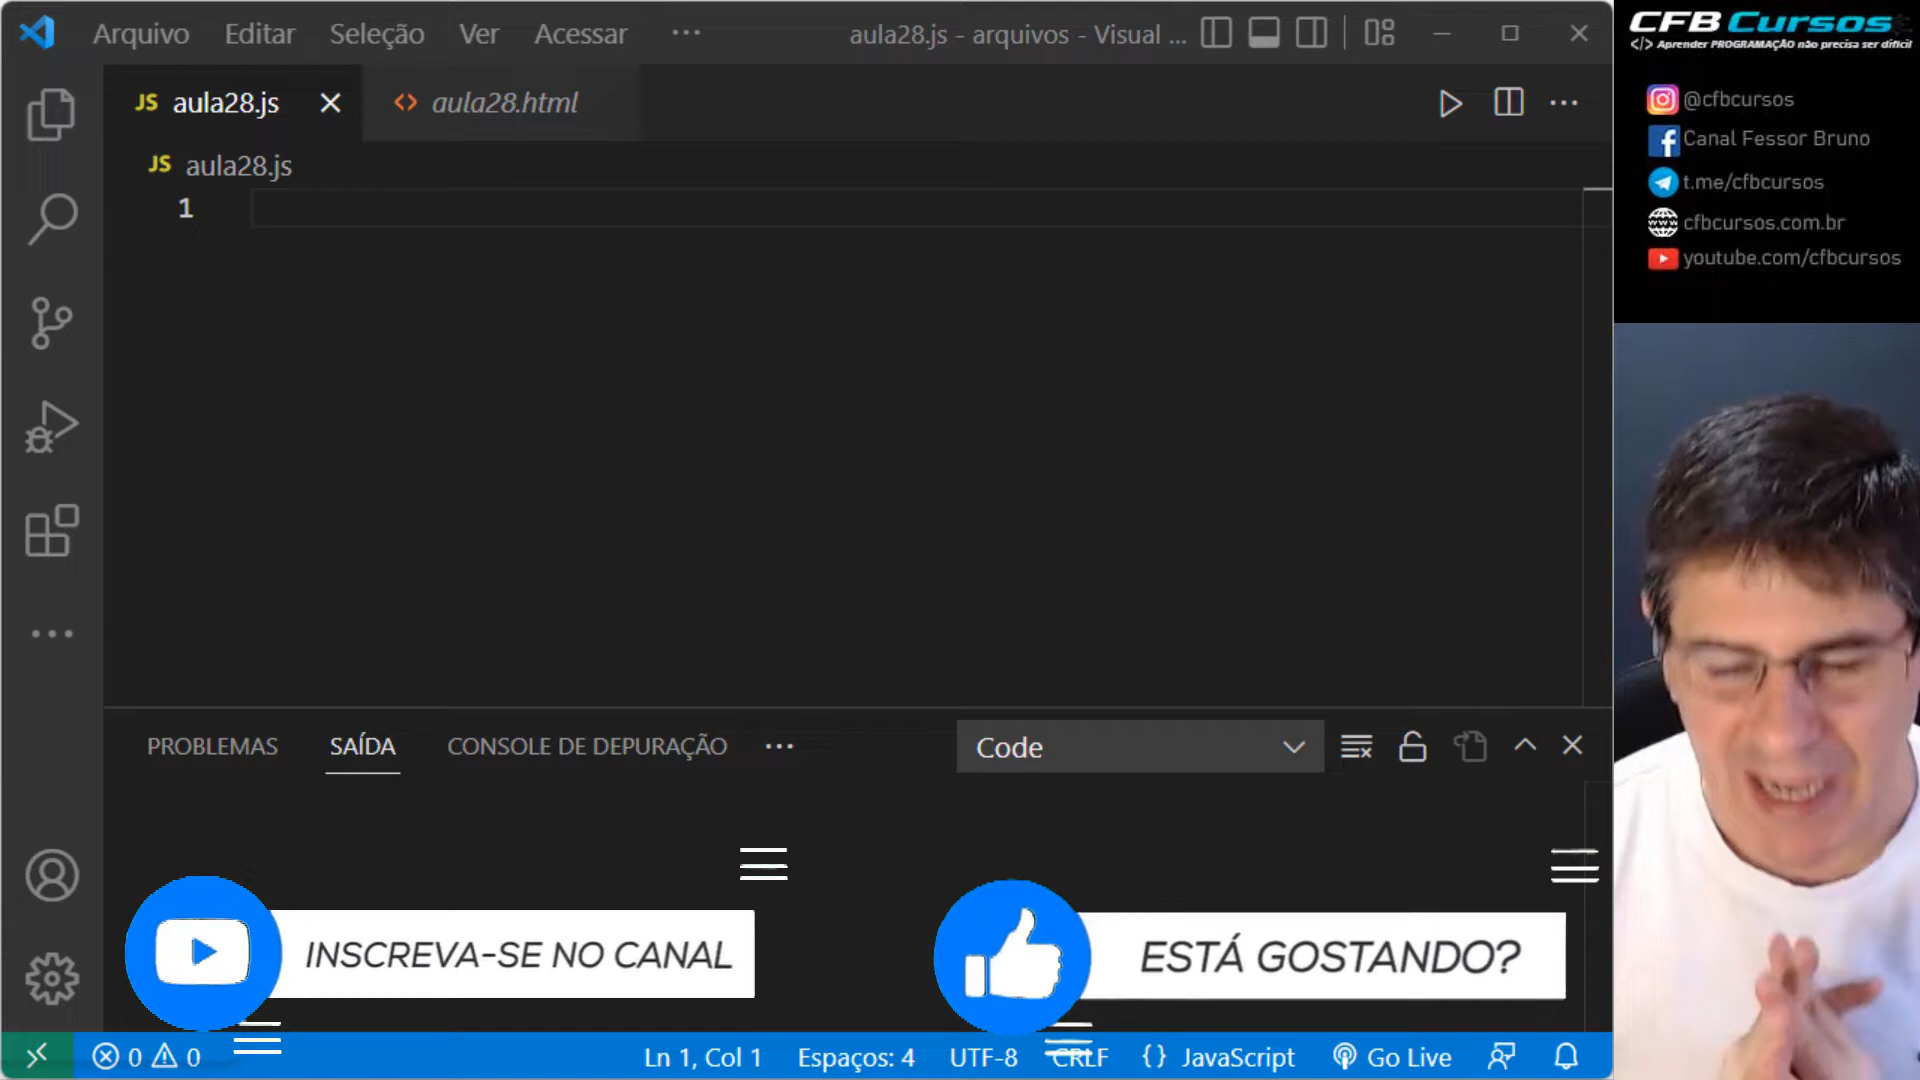 Arquivo Editar Seleção Ver Acessar ··· aula28.js - arquivos - Visual ...
JS aula28.js <> aula28.html
JS aula28.js
1
PROBLEMAS SAÍDA CONSOLE DE DEPURAÇÃO ··· Code
INSCREVA-SE NO CANAL
ESTÁ GOSTANDO?
0 0 Ln 1, Col 1 Espaços: 4 UTF-8 CRLF {} JavaScript Go Live
CFB Cursos
</> Aprender PROGRAMAÇÃO não precisa ser difícil
@cfbcursos
Canal Fessor Bruno
t.me/cfbcursos
cfbcursos.com.br
youtube.com/cfbcursos